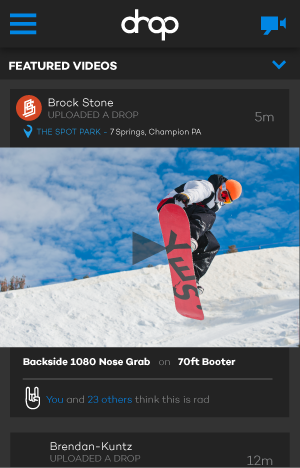 drop
FEATURED VIDEOS
Brock Stone
UPLOADED A DROP
5m
THE SPOT PARK - 7 Springs, Champion PA
Backside 1080 Nose Grab on 70ft Booter
You and 23 others think this is rad
Brendan-Kuntz
UPLOADED A DROP
12m